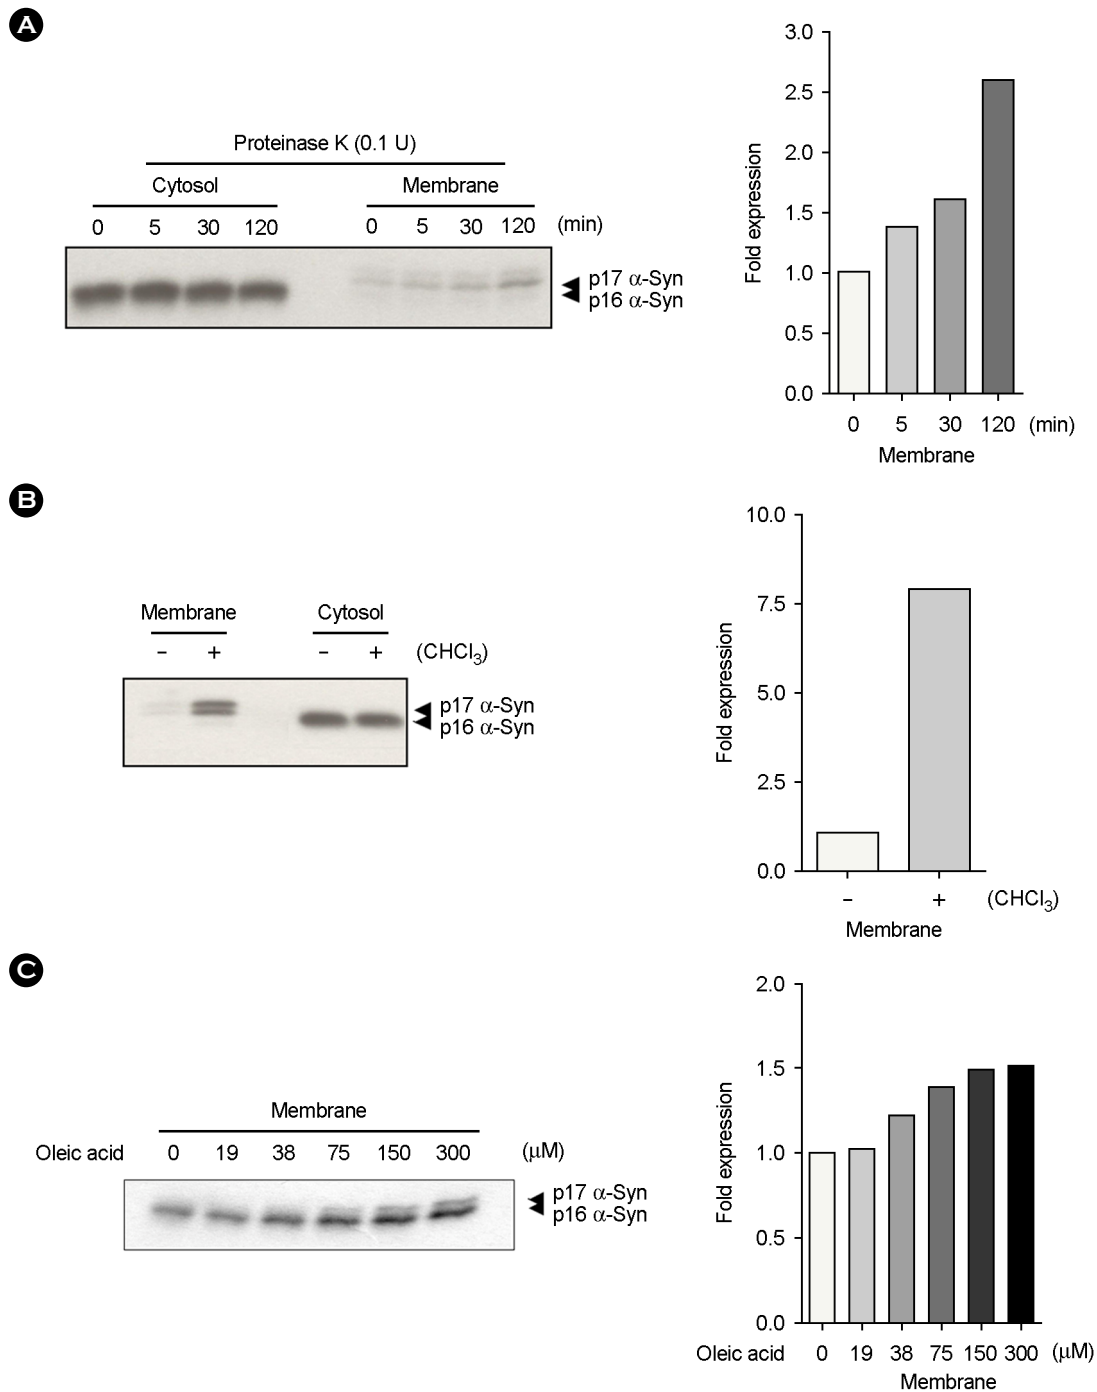 A
Proteinase K (0.1 U)
Cytosol Membrane
0 5 30 120 0 5 30 120 (min)
p17 α-Syn
p16 α-Syn
Fold expression
3.0
2.5
2.0
1.5
1.0
0.5
0.0
0 5 30 120 (min)
Membrane
B
Membrane Cytosol
− + − + (CHCl₃)
p17 α-Syn
p16 α-Syn
Fold expression
10.0
7.5
5.0
2.5
0.0
− + (CHCl₃)
Membrane
C
Membrane
Oleic acid 0 19 38 75 150 300 (μM)
p17 α-Syn
p16 α-Syn
Fold expression
2.0
1.5
1.0
0.5
0.0
Oleic acid 0 19 38 75 150 300 (μM)
Membrane